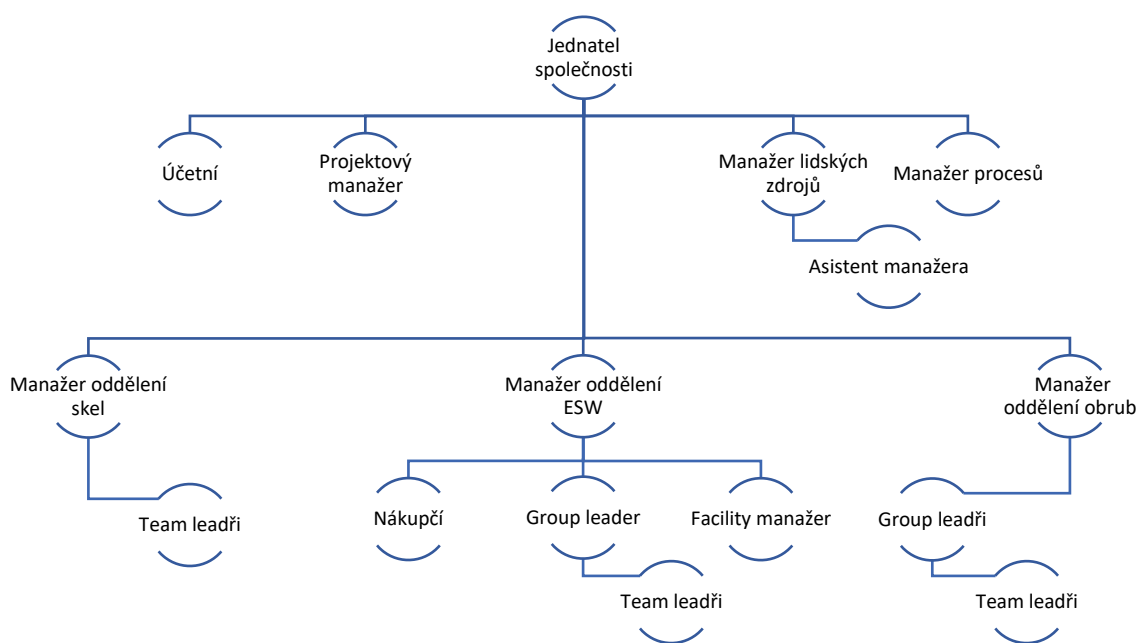 Jednatel
společnosti
Účetní
Projektový
manažer
Manažer lidských
zdrojů
Manažer procesů
Asistent manažera
Manažer oddělení
skel
Manažer oddělení
ESW
Manažer
oddělení obrub
Team leadři
Nákupčí
Group leader
Facility manažer
Group leadři
Team leadři
Team leadři